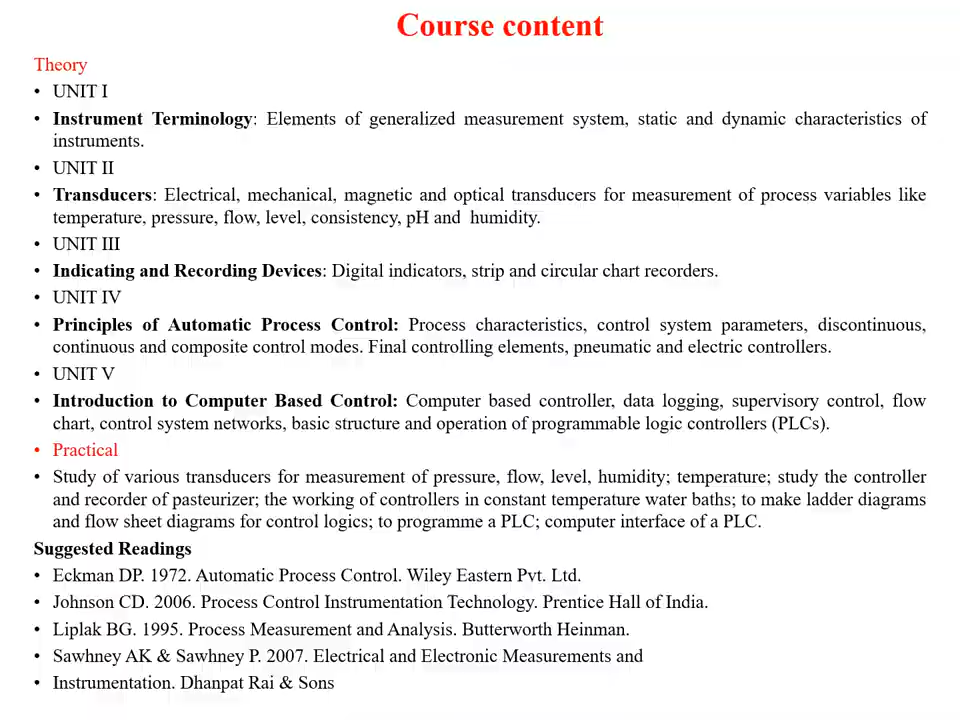 Course content
Theory
• UNIT I
• Instrument Terminology: Elements of generalized measurement system, static and dynamic characteristics of
instruments.
• UNIT II
• Transducers: Electrical, mechanical, magnetic and optical transducers for measurement of process variables like
temperature, pressure, flow, level, consistency, pH and humidity.
• UNIT III
• Indicating and Recording Devices: Digital indicators, strip and circular chart recorders.
• UNIT IV
• Principles of Automatic Process Control: Process characteristics, control system parameters, discontinuous,
continuous and composite control modes. Final controlling elements, pneumatic and electric controllers.
• UNIT V
• Introduction to Computer Based Control: Computer based controller, data logging, supervisory control, flow
chart, control system networks, basic structure and operation of programmable logic controllers (PLCs).
• Practical
• Study of various transducers for measurement of pressure, flow, level, humidity; temperature; study the controller
and recorder of pasteurizer; the working of controllers in constant temperature water baths; to make ladder diagrams
and flow sheet diagrams for control logics; to programme a PLC; computer interface of a PLC.
Suggested Readings
• Eckman DP. 1972. Automatic Process Control. Wiley Eastern Pvt. Ltd.
• Johnson CD. 2006. Process Control Instrumentation Technology. Prentice Hall of India.
• Liplak BG. 1995. Process Measurement and Analysis. Butterworth Heinman.
• Sawhney AK & Sawhney P. 2007. Electrical and Electronic Measurements and
• Instrumentation. Dhanpat Rai & Sons